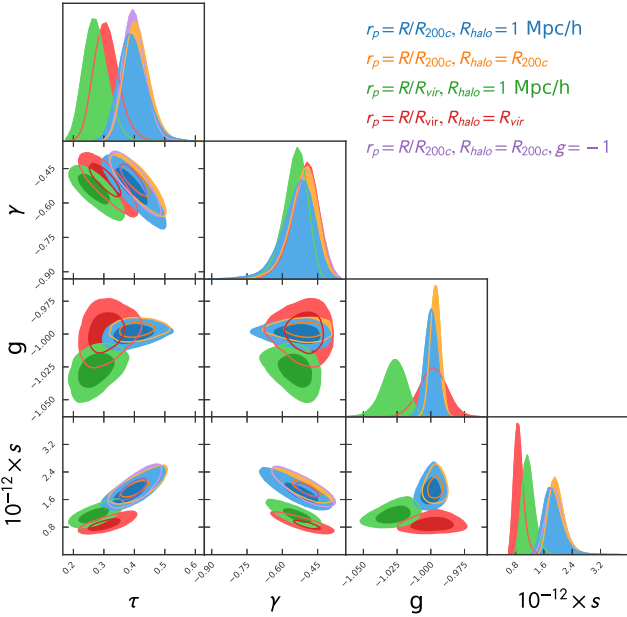 r_p = R/R_200c, R_halo = 1 Mpc/h
r_p = R/R_200c, R_halo = R_200c
r_p = R/R_vir, R_halo = 1 Mpc/h
r_p = R/R_vir, R_halo = R_vir
r_p = R/R_200c, R_halo = R_200c, g = −1
γ
−0.45
−0.60
−0.75
−0.90
g
−0.975
−1.000
−1.025
−1.050
10⁻¹² × s
3.2
2.4
1.6
0.8
0.2 0.3 0.4 0.5 0.6 −0.90 −0.75 −0.60 −0.45 −1.050 −1.025 −1.000 −0.975 0.8 1.6 2.4 3.2
τ γ g 10⁻¹² × s